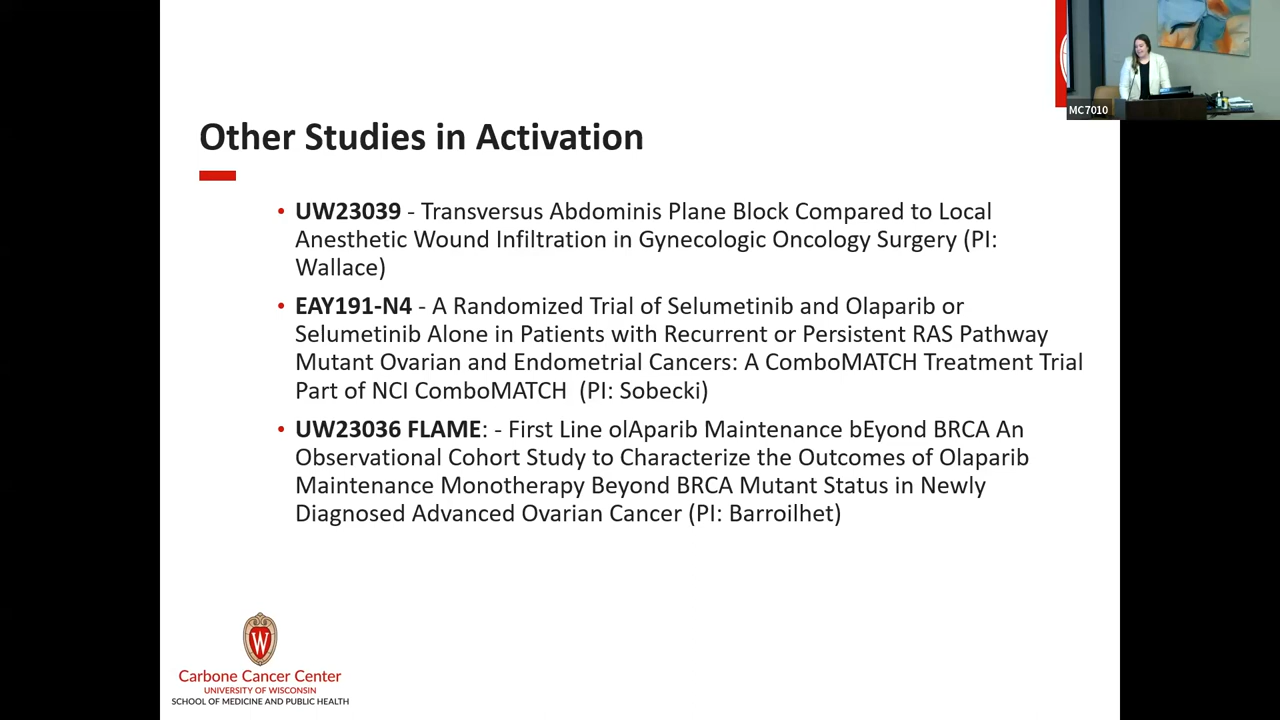 MC7010
Other Studies in Activation
• UW23039 - Transversus Abdominis Plane Block Compared to Local
Anesthetic Wound Infiltration in Gynecologic Oncology Surgery (PI:
Wallace)
• EAY191-N4 - A Randomized Trial of Selumetinib and Olaparib or
Selumetinib Alone in Patients with Recurrent or Persistent RAS Pathway
Mutant Ovarian and Endometrial Cancers: A ComboMATCH Treatment Trial
Part of NCI ComboMATCH (PI: Sobecki)
• UW23036 FLAME: - First Line olAparib Maintenance bEyond BRCA An
Observational Cohort Study to Characterize the Outcomes of Olaparib
Maintenance Monotherapy Beyond BRCA Mutant Status in Newly
Diagnosed Advanced Ovarian Cancer (PI: Barroilhet)
W
Carbone Cancer Center
UNIVERSITY OF WISCONSIN
SCHOOL OF MEDICINE AND PUBLIC HEALTH